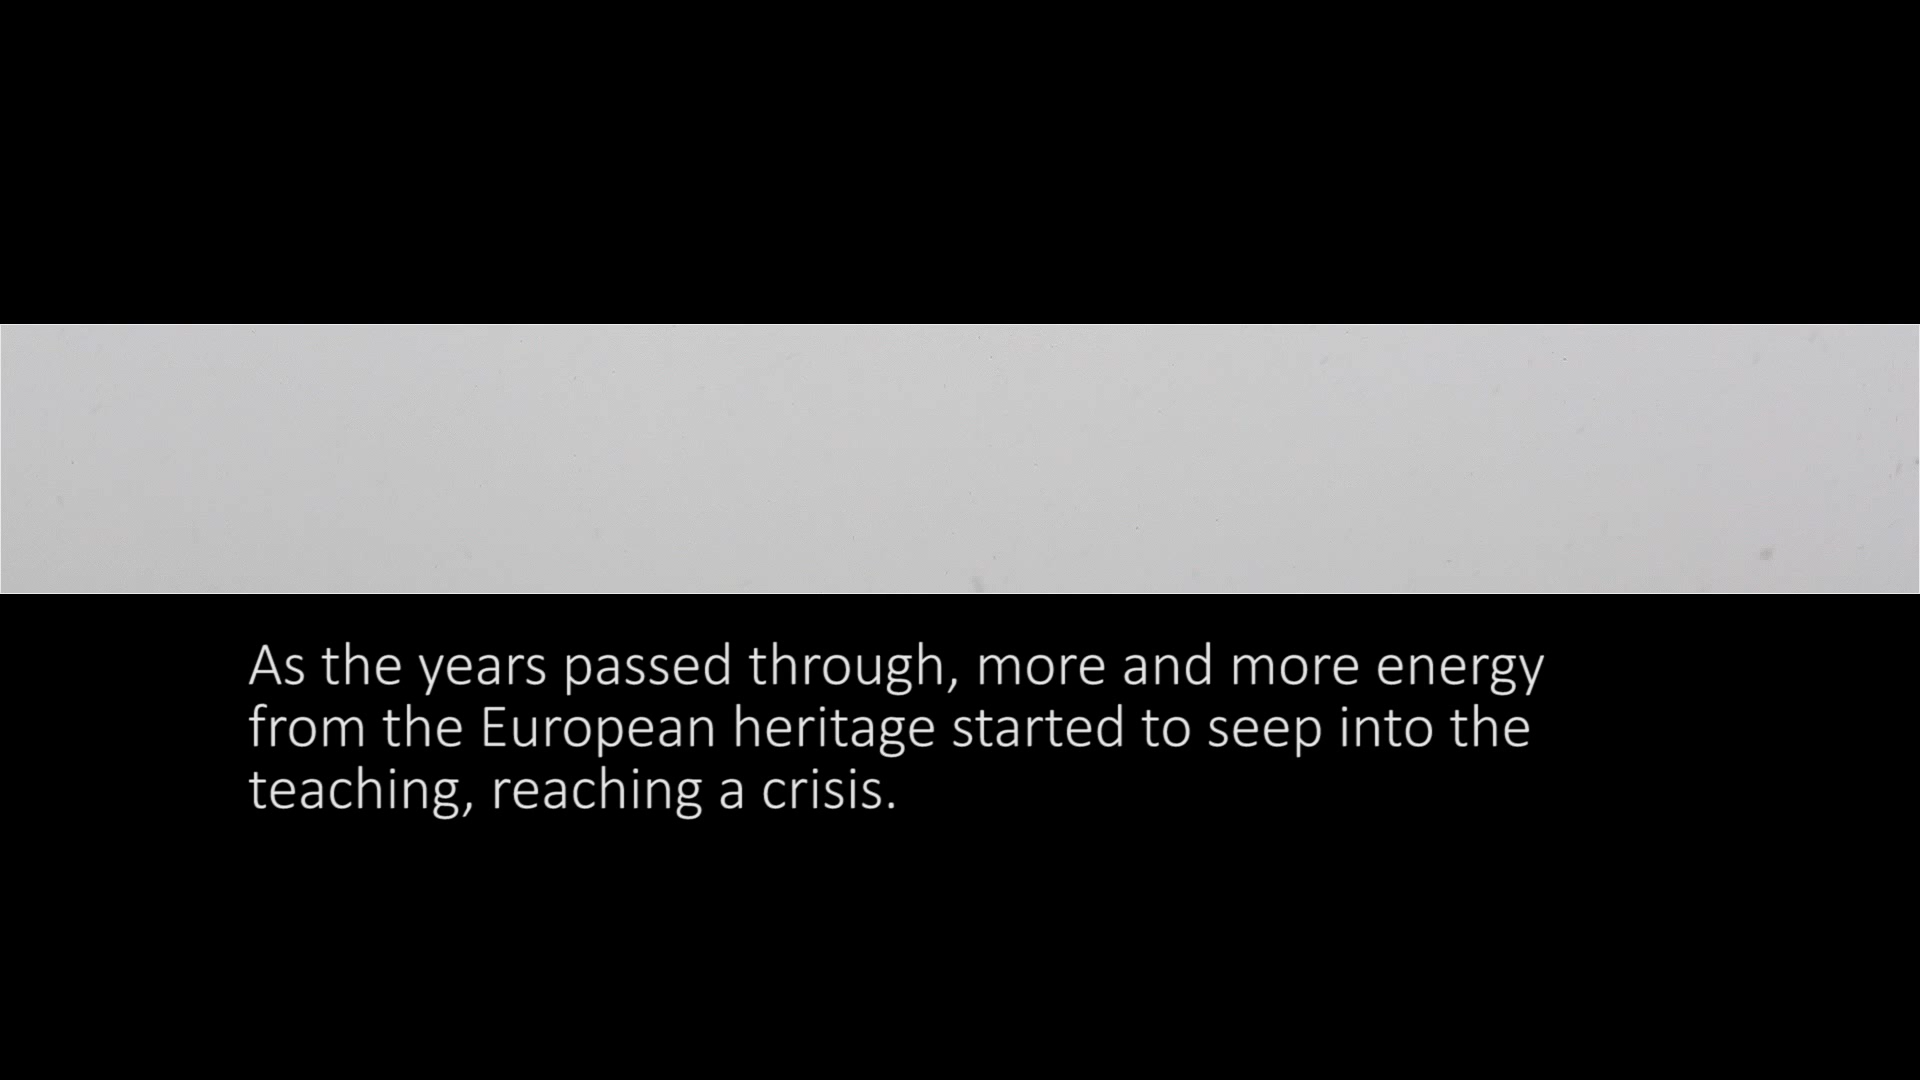 As the years passed through, more and more energy
from the European heritage started to seep into the
teaching, reaching a crisis.